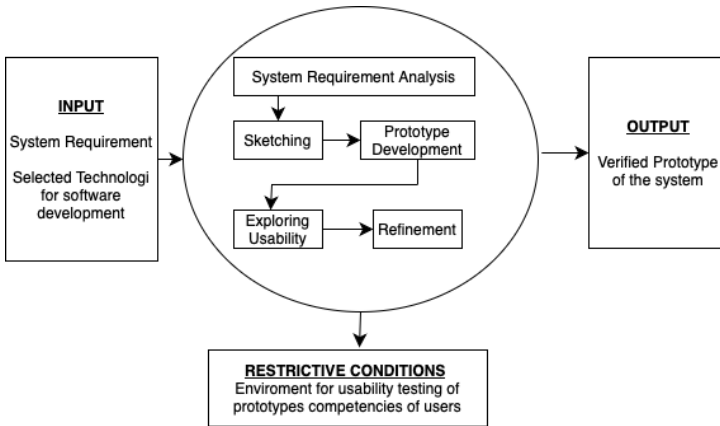 INPUT
System Requirement
Selected Technologi
for software
development
System Requirement Analysis
Sketching
Prototype
Development
Exploring
Usability
Refinement
OUTPUT
Verified Prototype
of the system
RESTRICTIVE CONDITIONS
Enviroment for usability testing of
prototypes competencies of users